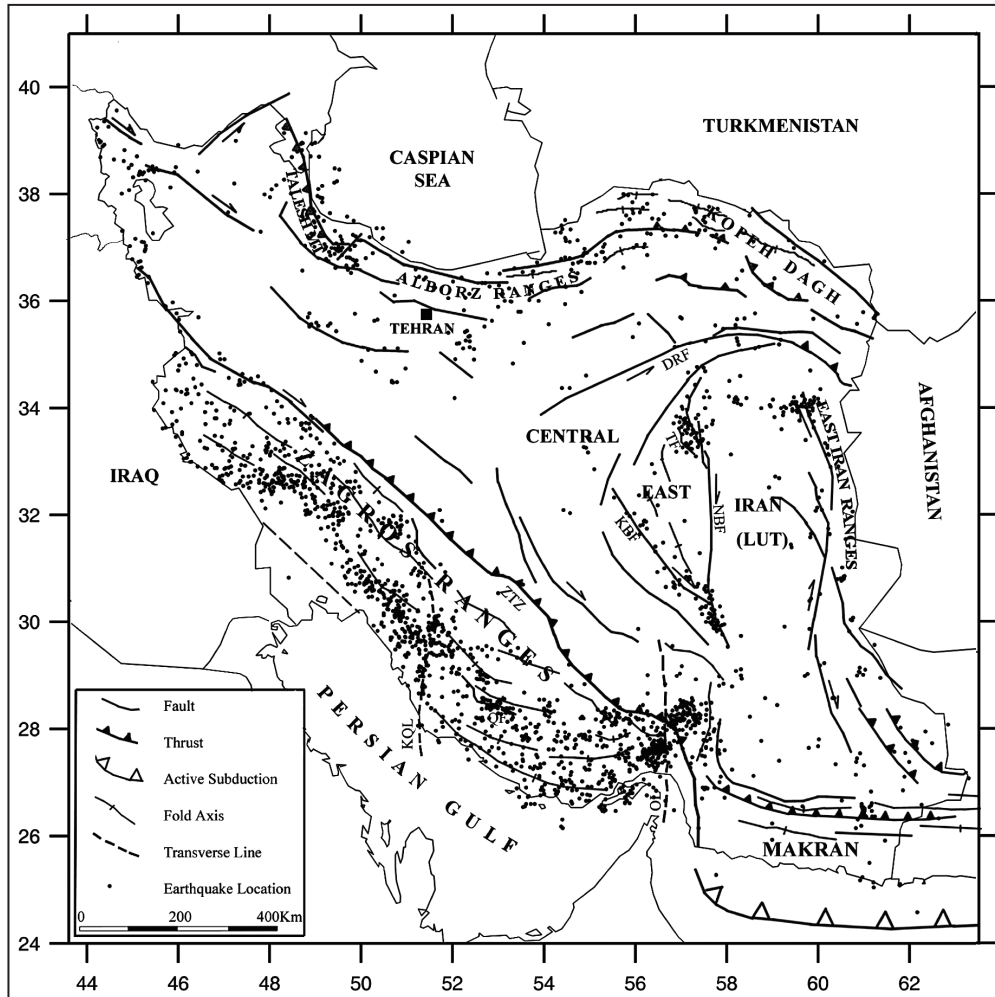 40
38
36
34
32
30
28
26
24
TURKMENISTAN
CASPIAN
SEA
KOPEH DAGH
ALBORZ RANGES
TEHRAN
DRF
AFGHANISTAN
CENTRAL
EAST IRAN RANGES
TF
IRAQ
EAST
IRAN
(LUT)
NBF
KBF
ZAGROS RANGES
ZTZ
PERSIAN GULF
KQL
MAKRAN
Fault
Thrust
Active Subduction
Fold Axis
Transverse Line
Earthquake Location
0 200 400Km
44 46 48 50 52 54 56 58 60 62